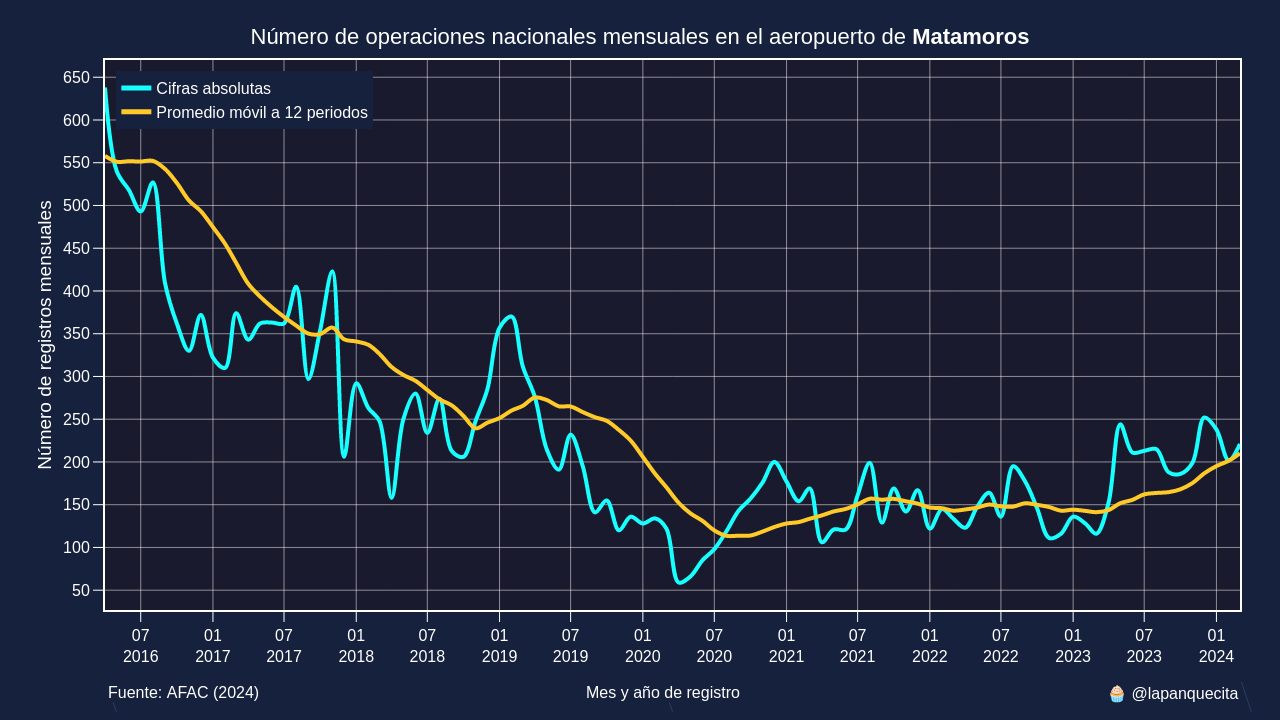 Número de operaciones nacionales mensuales en el aeropuerto de Matamoros
Cifras absolutas
Promedio móvil a 12 periodos
Número de registros mensuales
650
600
550
500
450
400
350
300
250
200
150
100
50
07 01 07 01 07 01 07 01 07 01 07 01 07 01 07 01
2016 2017 2017 2018 2018 2019 2019 2020 2020 2021 2021 2022 2022 2023 2023 2024
Fuente: AFAC (2024)
Mes y año de registro
🧁 @lapanquecita